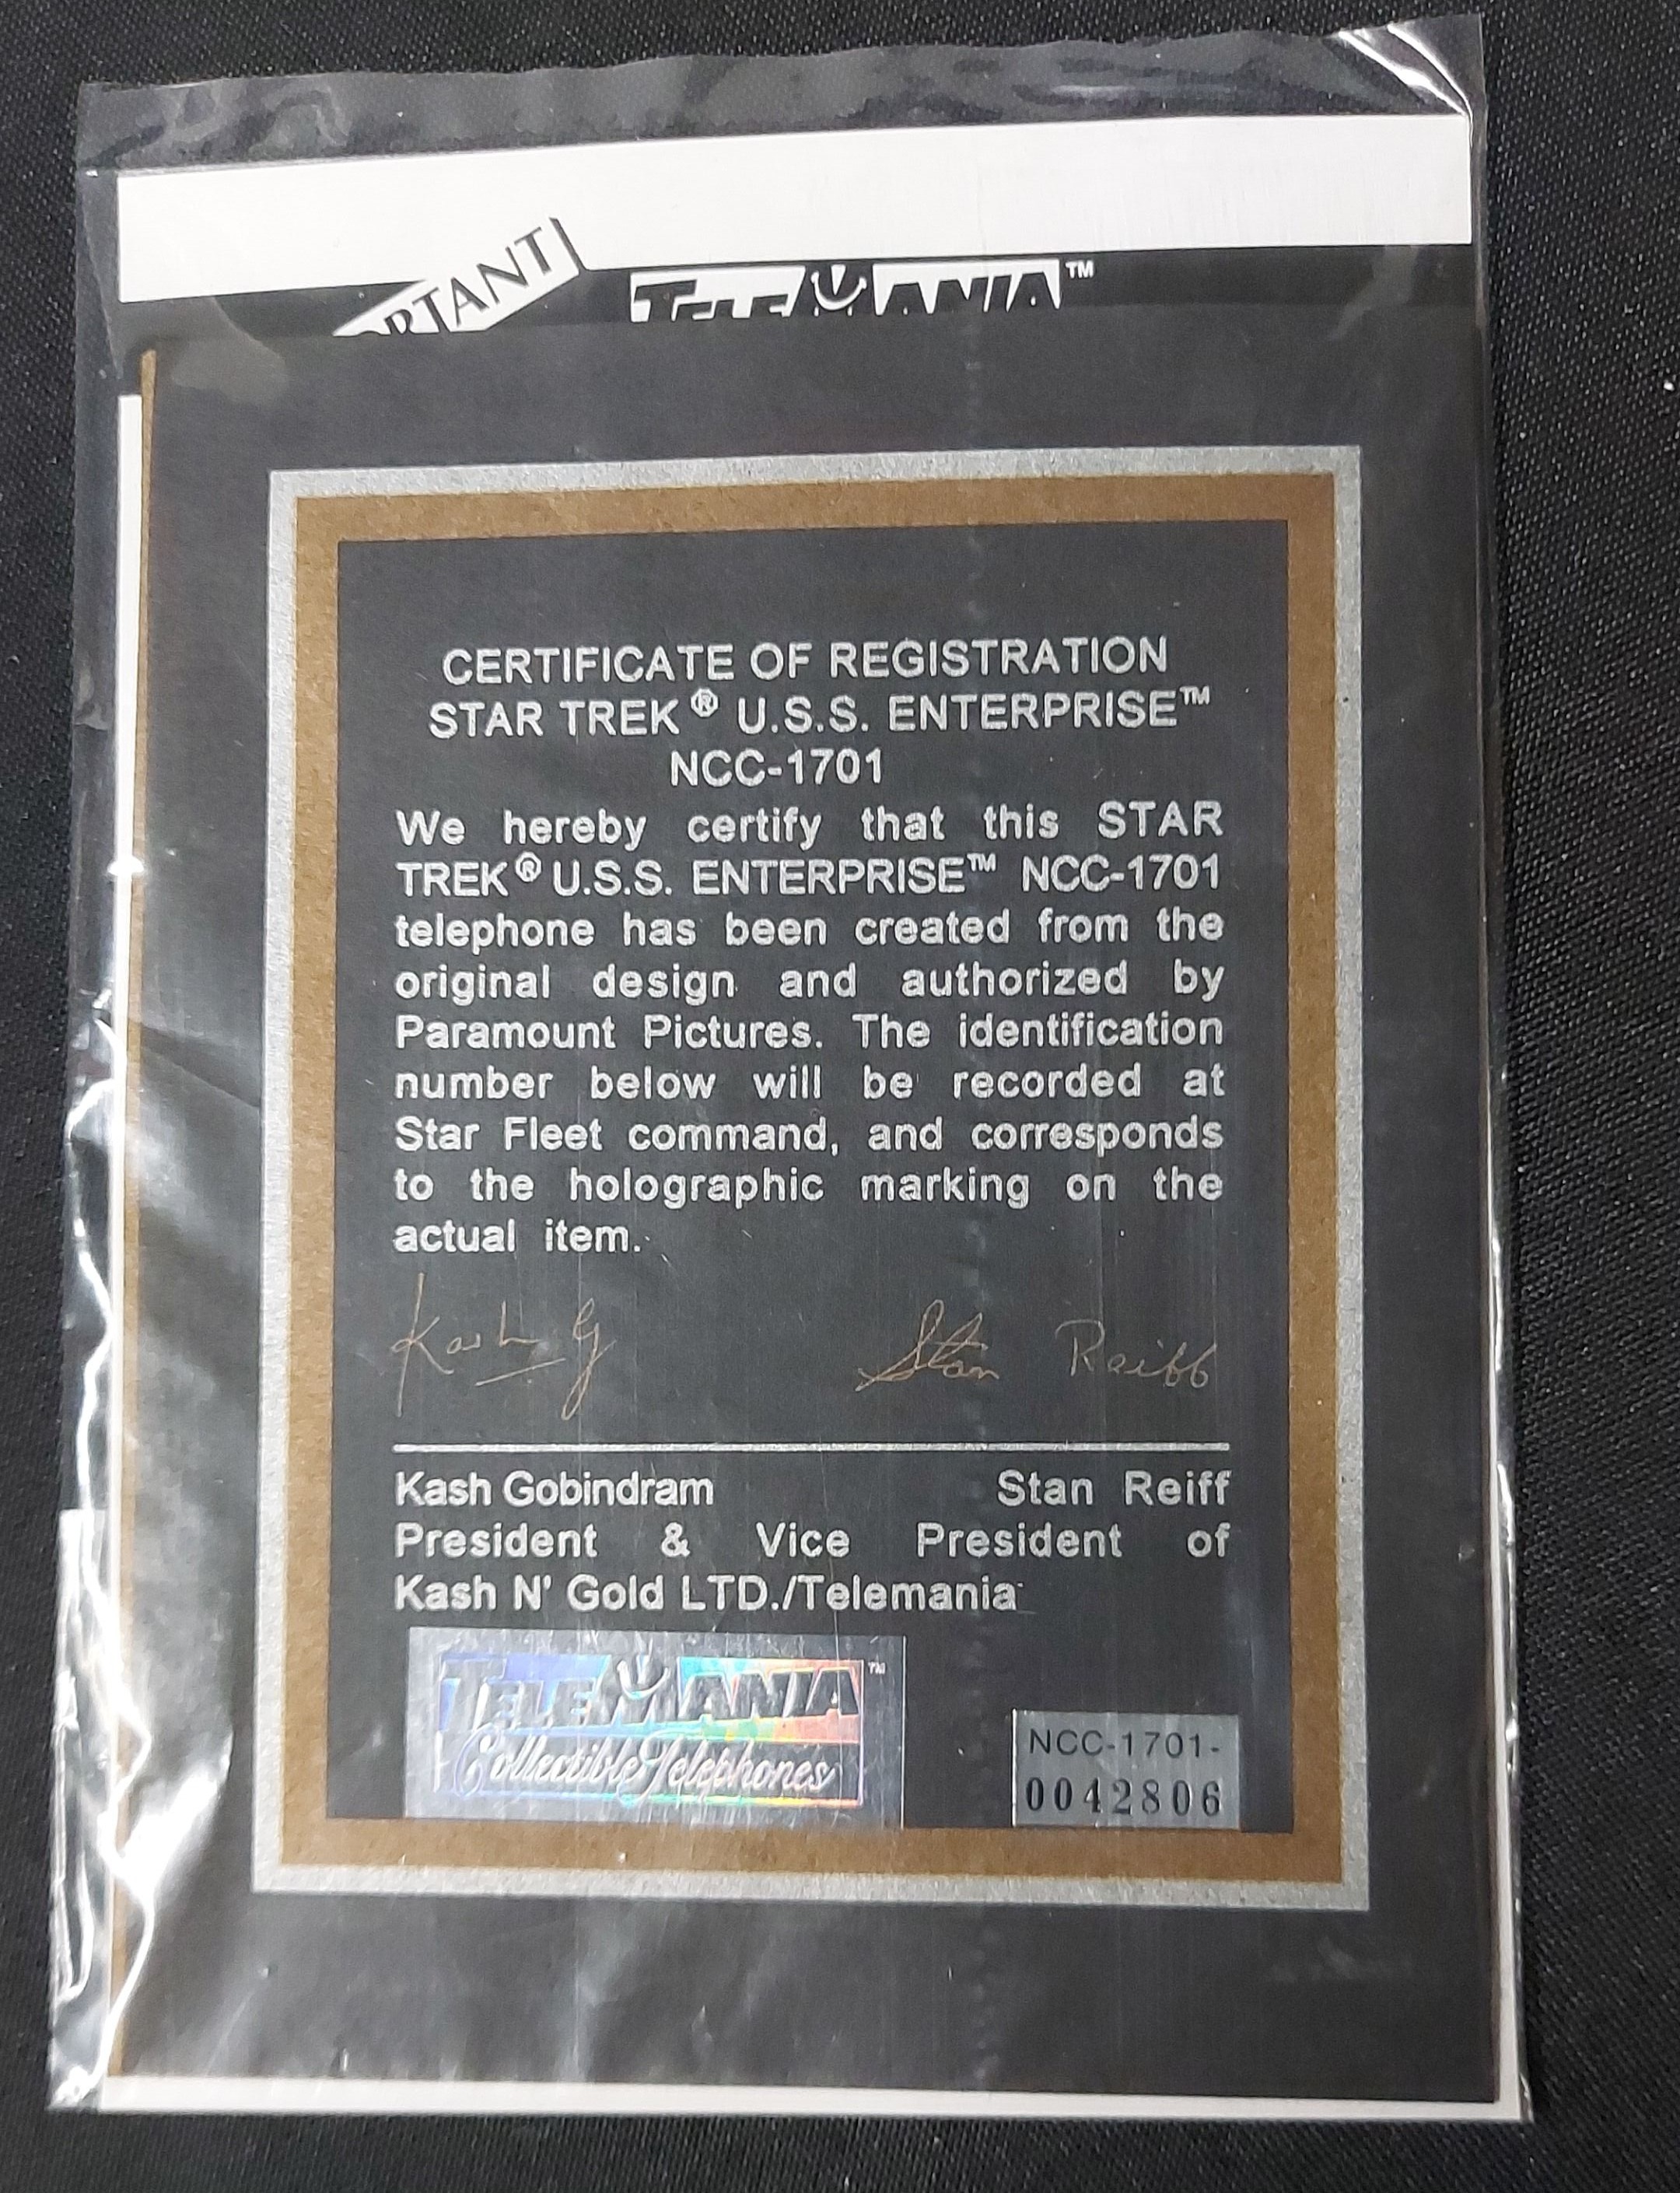 RTANT
TELEMANIA™
CERTIFICATE OF REGISTRATION
STAR TREK® U.S.S. ENTERPRISE™
NCC-1701
We hereby certify that this STAR
TREK® U.S.S. ENTERPRISE™ NCC-1701
telephone has been created from the
original design and authorized by
Paramount Pictures. The identification
number below will be recorded at
Star Fleet command, and corresponds
to the holographic marking on the
actual item.
Kash G Stan Reiff
Kash Gobindram Stan Reiff
President & Vice President of
Kash N' Gold LTD./Telemania
TELEMANIA™
Collectible Telephones
NCC-1701-
0042806